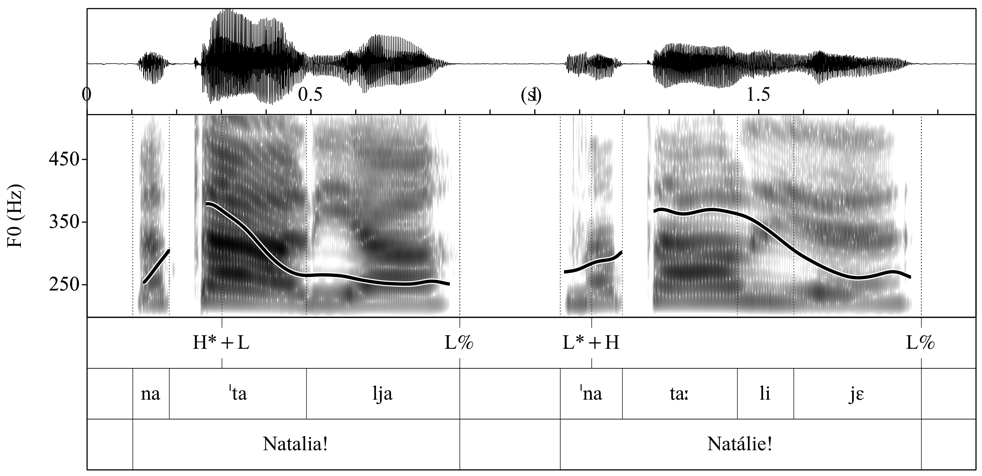 0 0.5 (s) 1 1.5
450
350
250
F0 (Hz)
H* + L L% L* + H L%
na ˈta lja ˈna taː li jɛ
Natalia! Natálie!